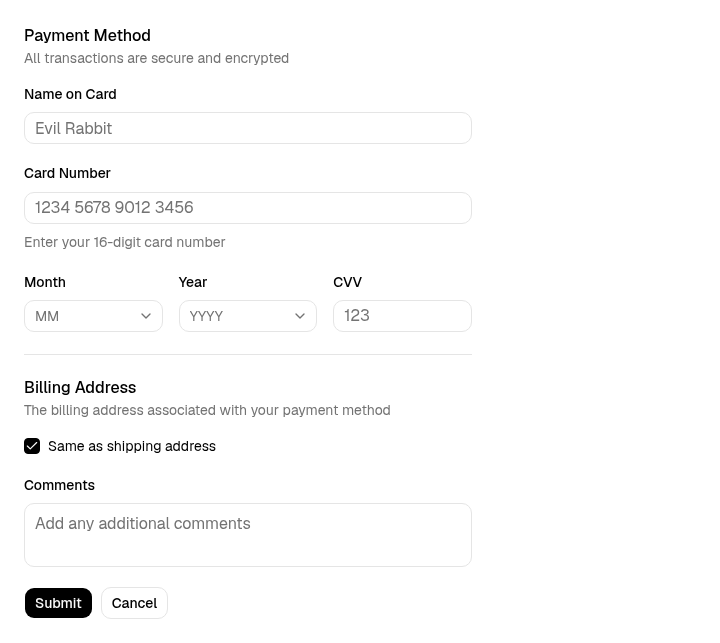 Payment Method
All transactions are secure and encrypted
Name on Card
Evil Rabbit
Card Number
1234 5678 9012 3456
Enter your 16-digit card number
Month Year CVV
MM YYYY 123
Billing Address
The billing address associated with your payment method
Same as shipping address
Comments
Add any additional comments
Submit Cancel